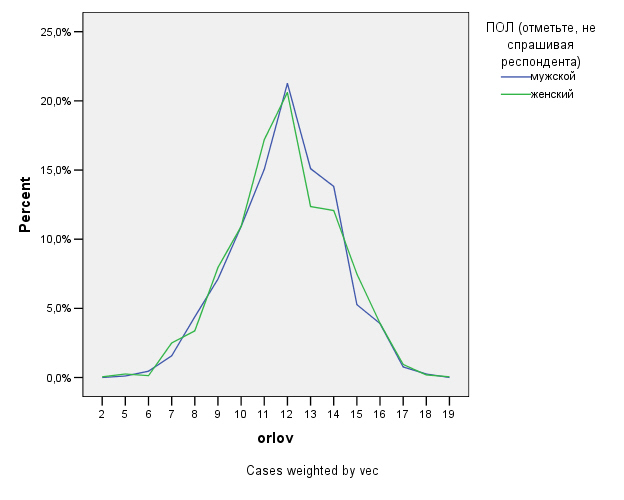 ПОЛ (отметьте, не
спрашивая
респондента)
мужской
женский
25,0%
20,0%
15,0%
10,0%
5,0%
0,0%
Percent
2 5 6 7 8 9 10 11 12 13 14 15 16 17 18 19
orlov
Cases weighted by vec